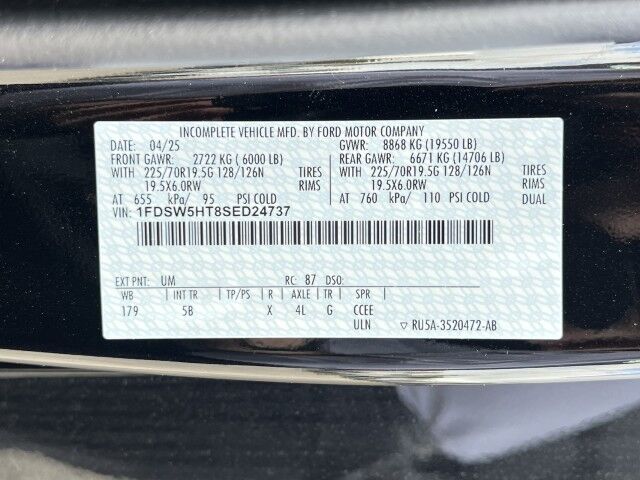 INCOMPLETE VEHICLE MFD. BY FORD MOTOR COMPANY
DATE: 04/25 GVWR: 8868 KG (19550 LB)
FRONT GAWR: 2722 KG ( 6000 LB) REAR GAWR: 6671 KG (14706 LB)
WITH 225/70R19.5G 128/126N TIRES WITH 225/70R19.5G 128/126N TIRES
19.5X6.0RW RIMS 19.5X6.0RW RIMS
AT 655 kPa/ 95 PSI COLD AT 760 kPa/ 110 PSI COLD DUAL
VIN: 1FDSW5HT8SED24737
EXT PNT: UM RC: 87 DSO:
WB INT TR TP/PS R AXLE TR SPR
179 5B X 4L G CCEE
ULN ▽ RU5A-3520472-AB